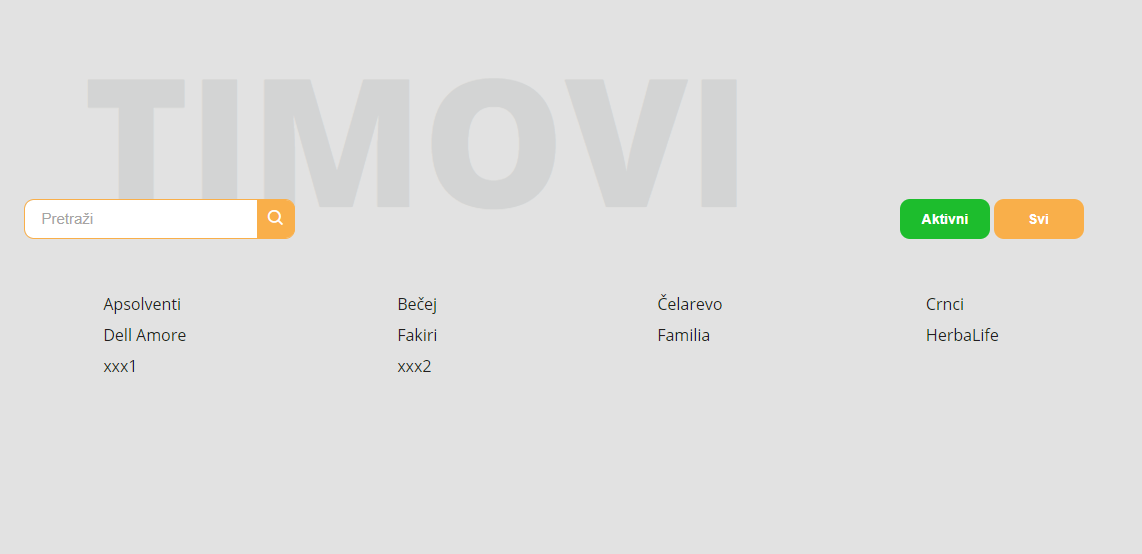 TIMOVI
Pretraži
Aktivni Svi
Apsolventi Bečej Čelarevo Crnci
Dell Amore Fakiri Familia HerbaLife
xxx1 xxx2